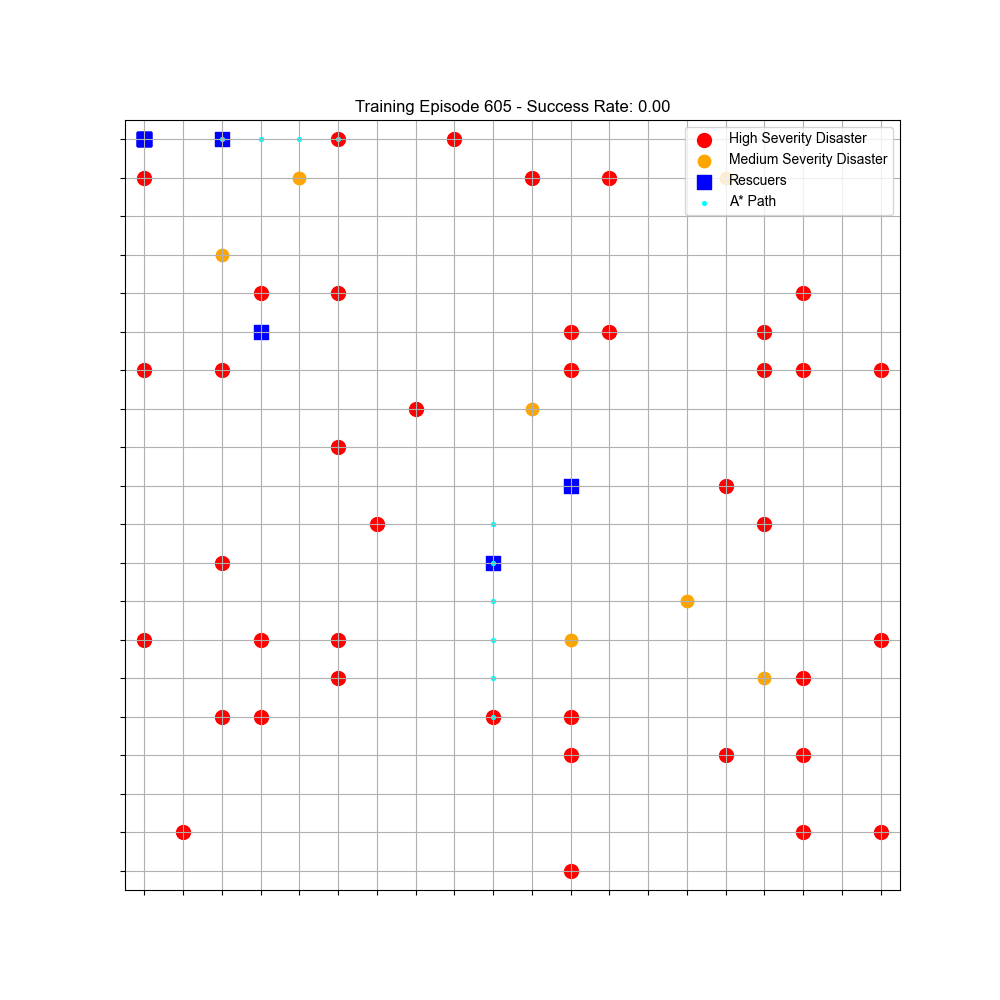 Training Episode 605 - Success Rate: 0.00
High Severity Disaster
Medium Severity Disaster
Rescuers
A* Path